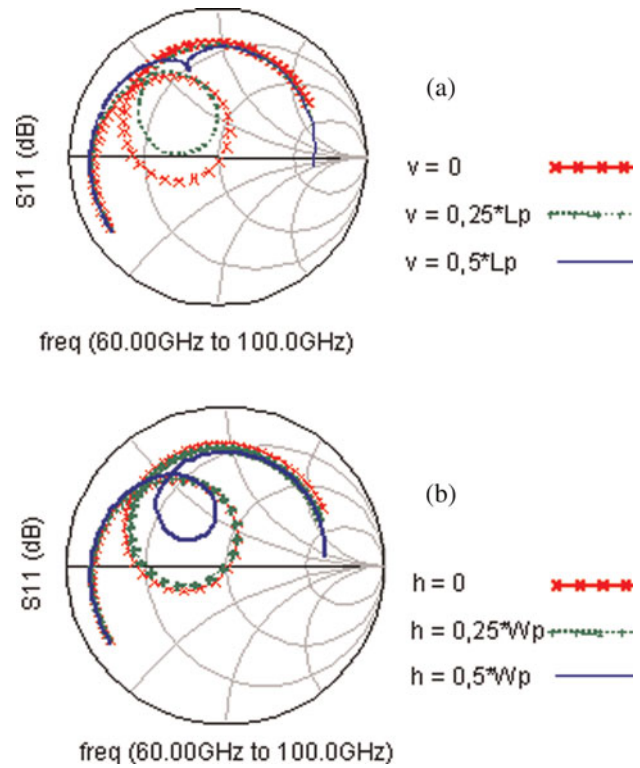 (a)
S11 (dB)
v = 0
v = 0,25*Lp
v = 0,5*Lp
freq (60.00GHz to 100.0GHz)
(b)
S11 (dB)
h = 0
h = 0,25*Wp
h = 0,5*Wp
freq (60.00GHz to 100.0GHz)